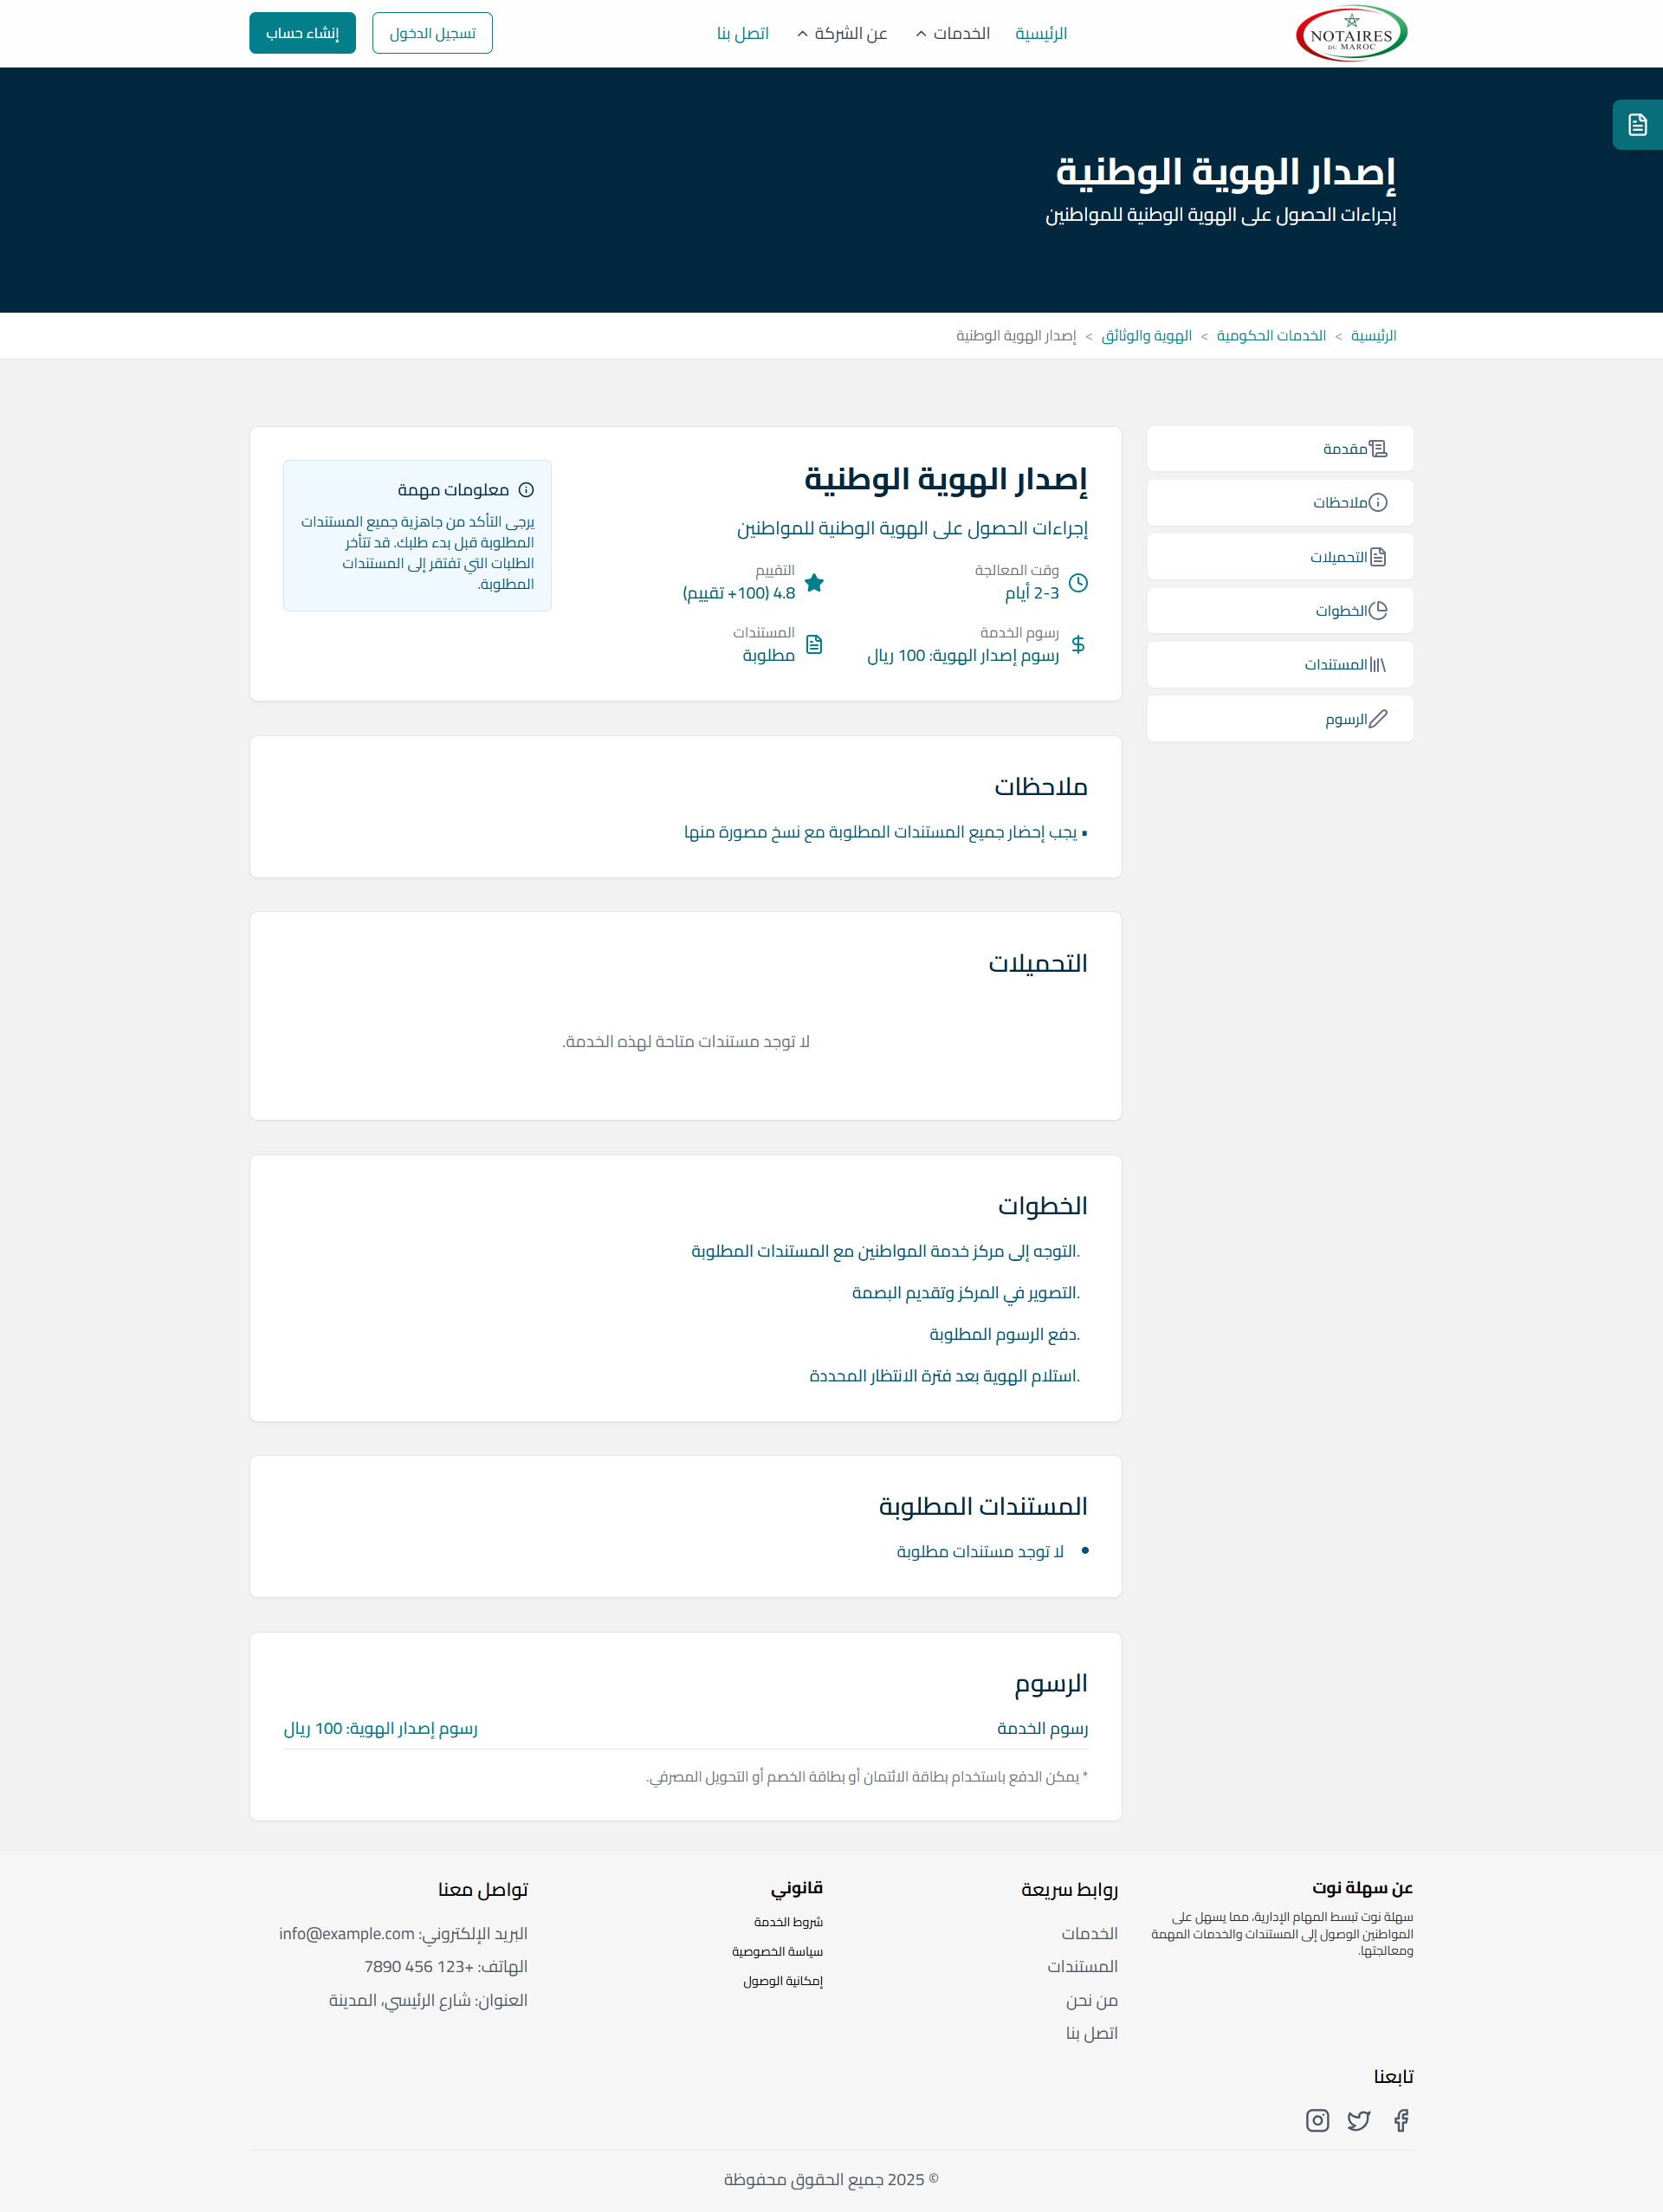 NOTAIRES
DU MAROC
الرئيسية
الخدمات
عن الشركة
اتصل بنا
تسجيل الدخول
إنشاء حساب
إصدار الهوية الوطنية
إجراءات الحصول على الهوية الوطنية للمواطنين
الرئيسية > الخدمات الحكومية > الهوية والوثائق > إصدار الهوية الوطنية
مقدمة
ملاحظات
التحميلات
الخطوات
المستندات
الرسوم
إصدار الهوية الوطنية
إجراءات الحصول على الهوية الوطنية للمواطنين
وقت المعالجة
2-3 أيام
التقييم
4.8 (100+ تقييم)
رسوم الخدمة
رسوم إصدار الهوية: 100 ريال
المستندات
مطلوبة
معلومات مهمة
يرجى التأكد من جاهزية جميع المستندات
المطلوبة قبل بدء طلبك. قد تتأخر
الطلبات التي تفتقر إلى المستندات
المطلوبة.
ملاحظات
▪ يجب إحضار جميع المستندات المطلوبة مع نسخ مصورة منها
التحميلات
لا توجد مستندات متاحة لهذه الخدمة.
الخطوات
.التوجه إلى مركز خدمة المواطنين مع المستندات المطلوبة
.التصوير في المركز وتقديم البصمة
.دفع الرسوم المطلوبة
.استلام الهوية بعد فترة الانتظار المحددة
المستندات المطلوبة
• لا توجد مستندات مطلوبة
الرسوم
رسوم الخدمة
رسوم إصدار الهوية: 100 ريال
* يمكن الدفع باستخدام بطاقة الائتمان أو بطاقة الخصم أو التحويل المصرفي.
عن سهلة نوت
سهلة نوت تبسط المهام الإدارية، مما يسهل على
المواطنين الوصول إلى المستندات والخدمات المهمة
ومعالجتها.
روابط سريعة
الخدمات
المستندات
من نحن
اتصل بنا
قانوني
شروط الخدمة
سياسة الخصوصية
إمكانية الوصول
تواصل معنا
البريد الإلكتروني: info@example.com
الهاتف: +123 456 7890
العنوان: شارع الرئيسي، المدينة
تابعنا
© 2025 جميع الحقوق محفوظة